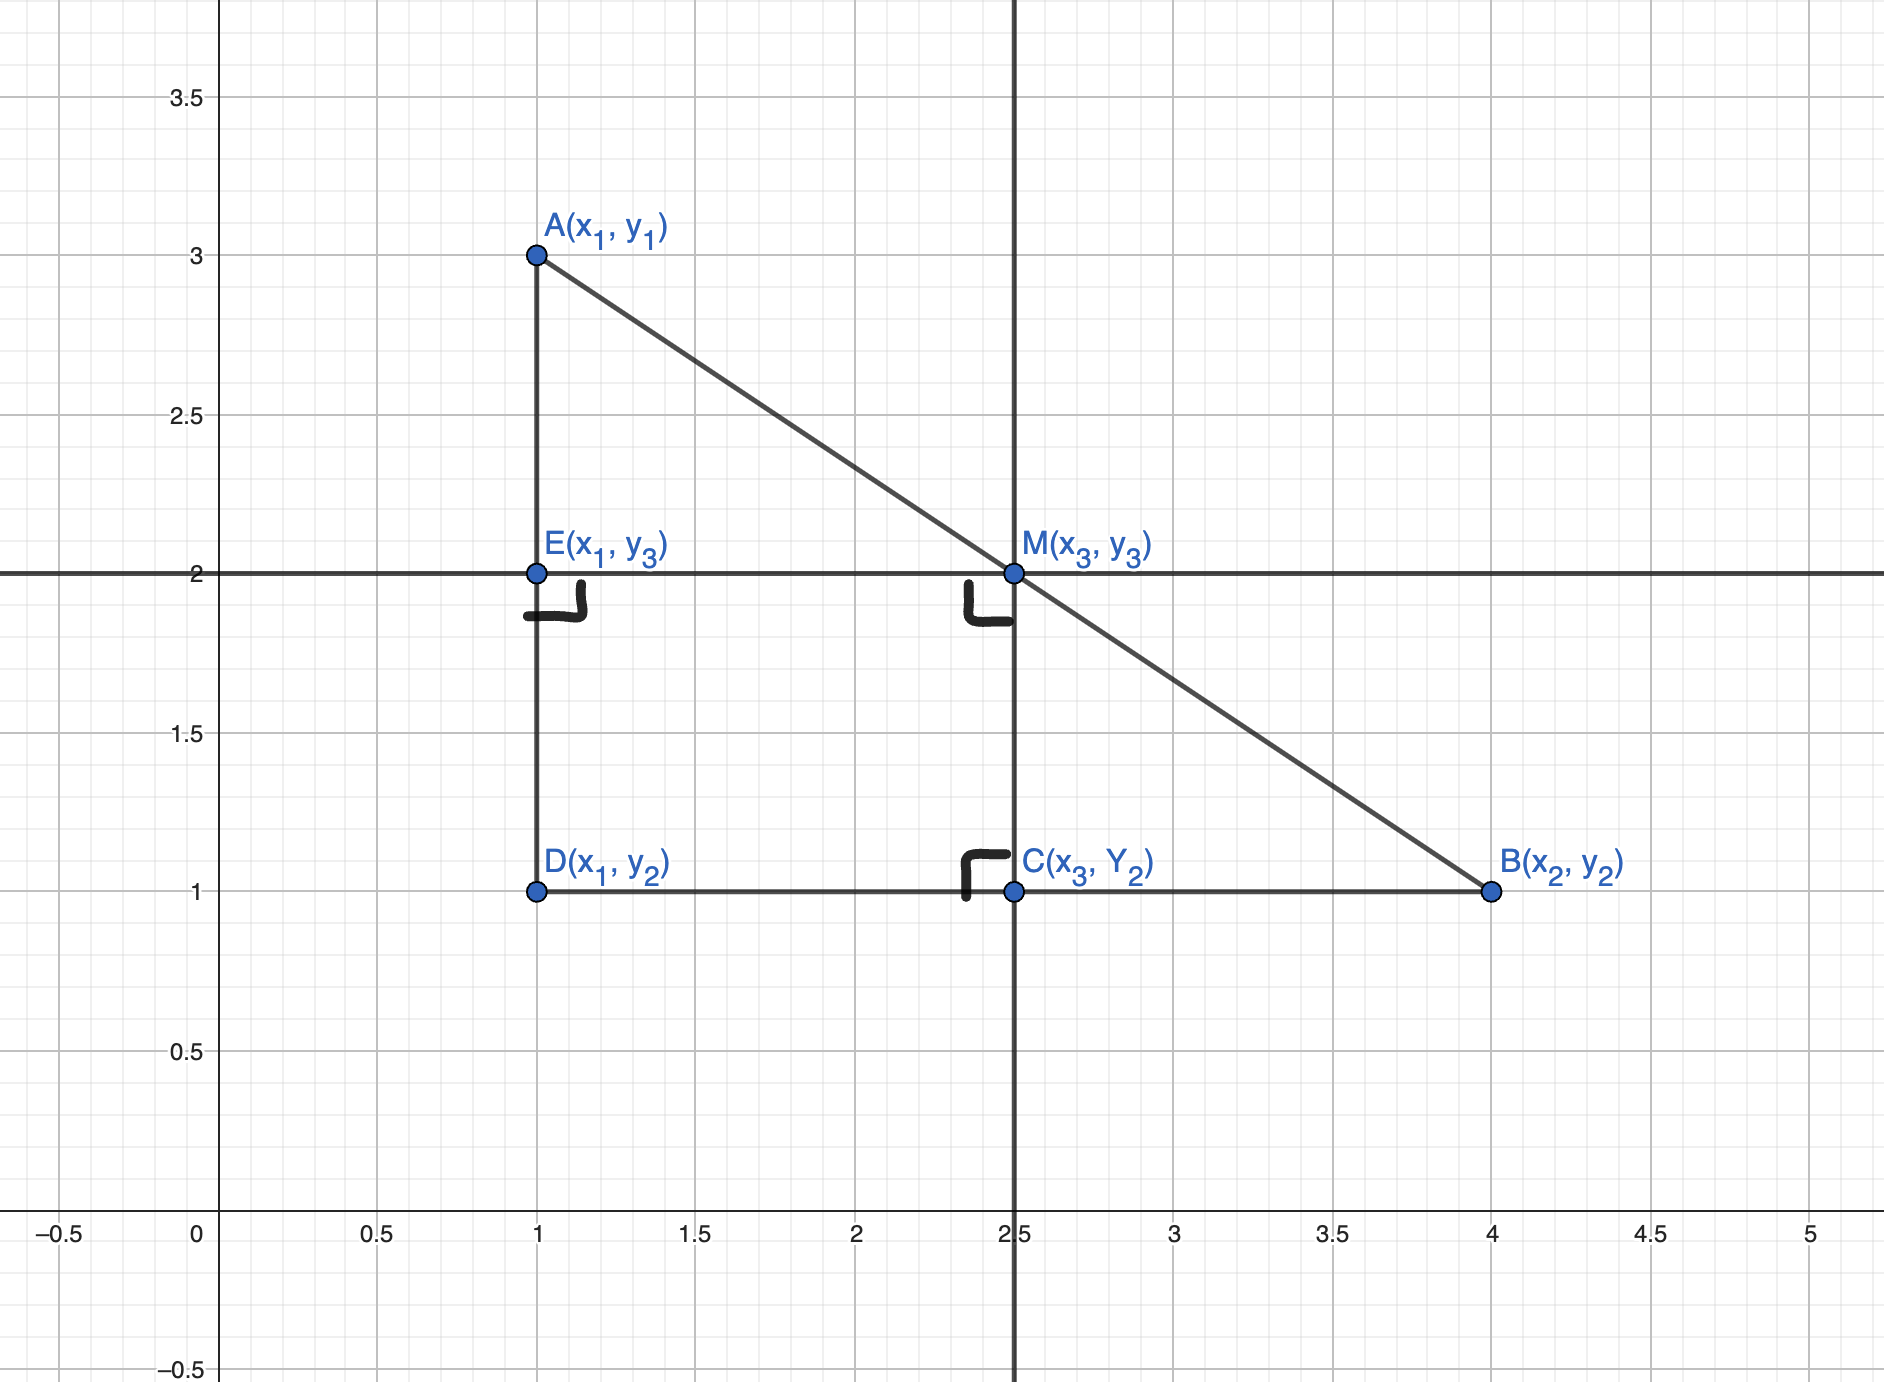 3.5
A(x₁, y₁)
3
2.5
E(x₁, y₃)
M(x₃, y₃)
2
1.5
D(x₁, y₂)
C(x₃, Y₂)
B(x₂, y₂)
1
0.5
–0.5 0 0.5 1 1.5 2 2.5 3 3.5 4 4.5 5
–0.5